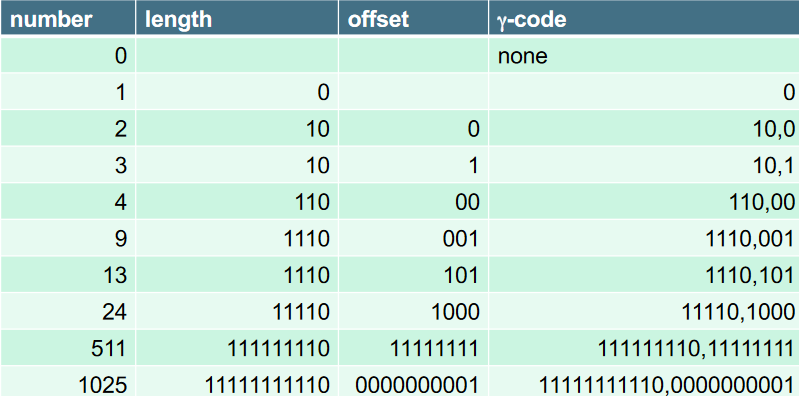 number length offset γ-code
0 none
1 0 0
2 10 0 10,0
3 10 1 10,1
4 110 00 110,00
9 1110 001 1110,001
13 1110 101 1110,101
24 11110 1000 11110,1000
511 111111110 11111111 111111110,11111111
1025 11111111110 0000000001 11111111110,0000000001